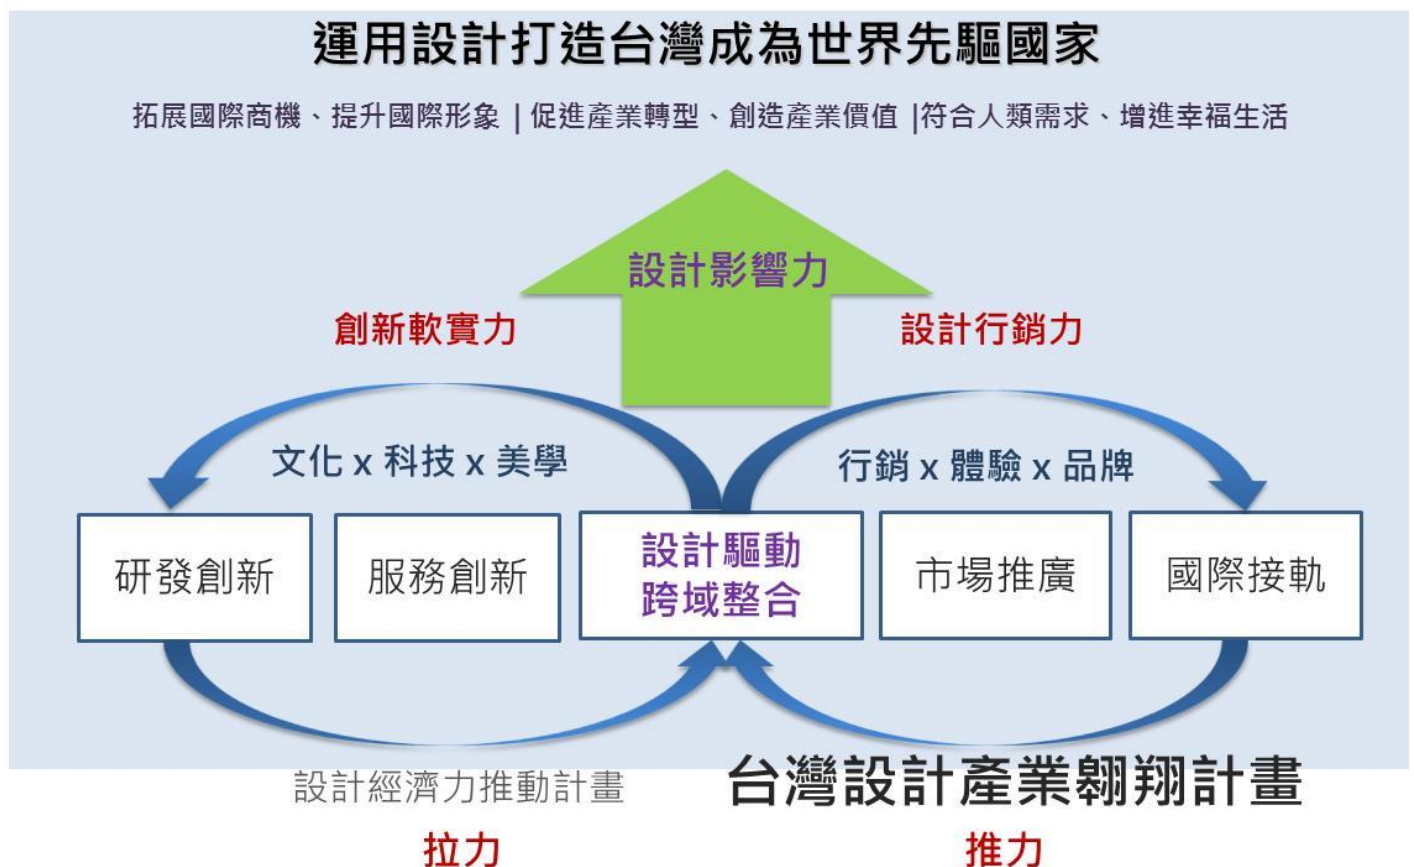 運用設計打造台灣成為世界先驅國家
拓展國際商機、提升國際形象 | 促進產業轉型、創造產業價值 |符合人類需求、增進幸福生活
設計影響力
創新軟實力
設計行銷力
文化 x 科技 x 美學
行銷 x 體驗 x 品牌
研發創新
服務創新
設計驅動
跨域整合
市場推廣
國際接軌
設計經濟力推動計畫
台灣設計產業翱翔計畫
拉力
推力